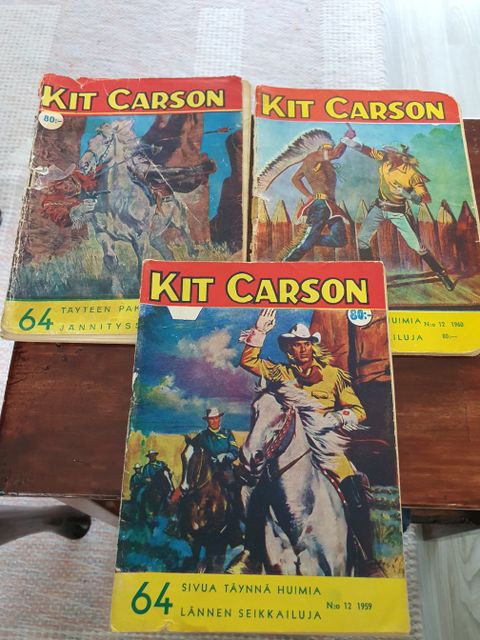 KIT CARSON
80:-
64 TÄYTEEN
JÄNNITYS
KIT CARSON
HUIMIA N:o 12 1960
ILUJA 80,—
KIT CARSON
80:-
64 SIVUA TÄYNNÄ HUIMIA
LÄNNEN SEIKKAILUJA N:o 12 1959